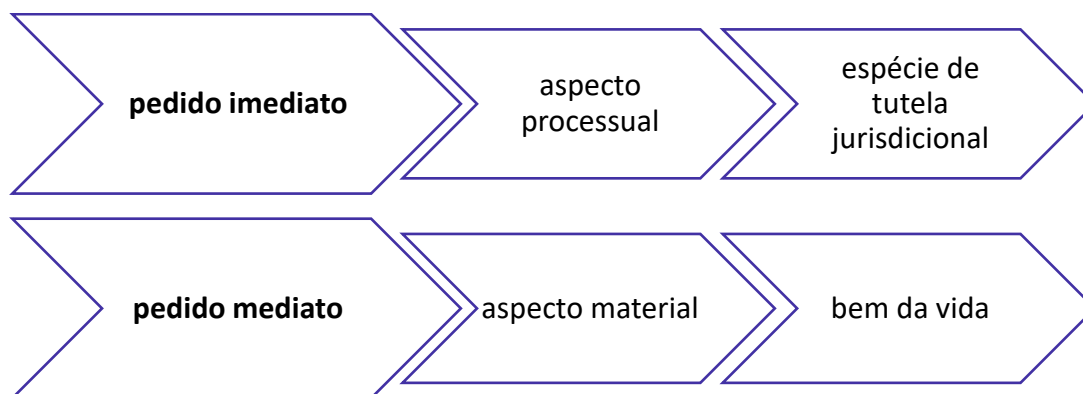 pedido imediato
aspecto
processual
espécie de
tutela
jurisdicional
pedido mediato
aspecto material
bem da vida